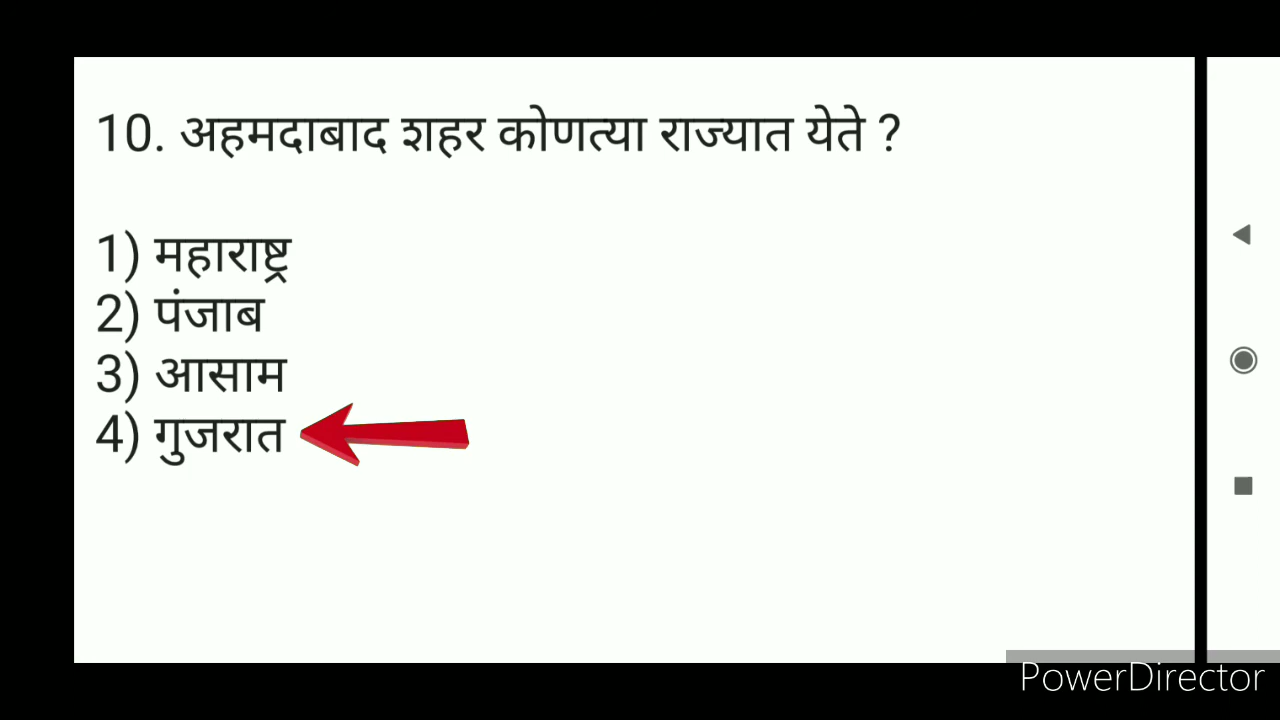 10. अहमदाबाद शहर कोणत्या राज्यात येते ?
1) महाराष्ट्र
2) पंजाब
3) आसाम
4) गुजरात
PowerDirector